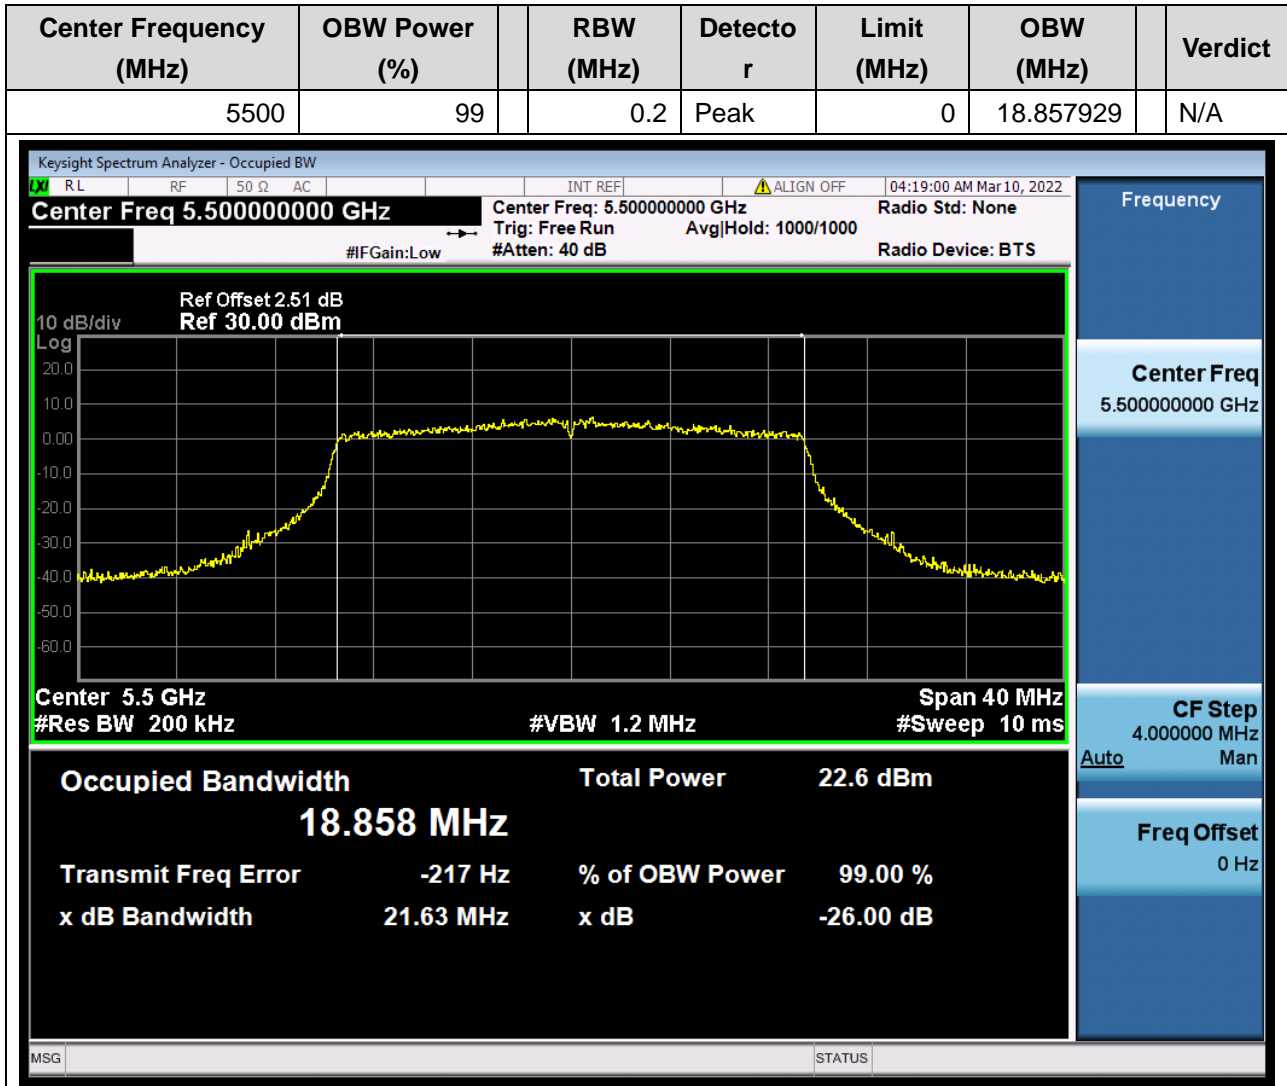 Center Frequency (MHz) OBW Power (%) RBW (MHz) Detector Limit (MHz) OBW (MHz) Verdict
5500 99 0.2 Peak 0 18.857929 N/A
Keysight Spectrum Analyzer - Occupied BW
LXI RL RF 50 Ω AC INT REF ALIGN OFF 04:19:00 AM Mar 10, 2022
Center Freq 5.500000000 GHz
Center Freq: 5.500000000 GHz Radio Std: None
Trig: Free Run Avg|Hold: 1000/1000
#IFGain:Low #Atten: 40 dB Radio Device: BTS
Ref Offset 2.51 dB
10 dB/div Ref 30.00 dBm
Log
20.0
10.0
0.00
-10.0
-20.0
-30.0
-40.0
-50.0
-60.0
Center 5.5 GHz Span 40 MHz
#Res BW 200 kHz #VBW 1.2 MHz #Sweep 10 ms
Occupied Bandwidth Total Power 22.6 dBm
18.858 MHz
Transmit Freq Error -217 Hz % of OBW Power 99.00 %
x dB Bandwidth 21.63 MHz x dB -26.00 dB
MSG STATUS
Frequency
Center Freq
5.500000000 GHz
CF Step
4.000000 MHz
Auto Man
Freq Offset
0 Hz